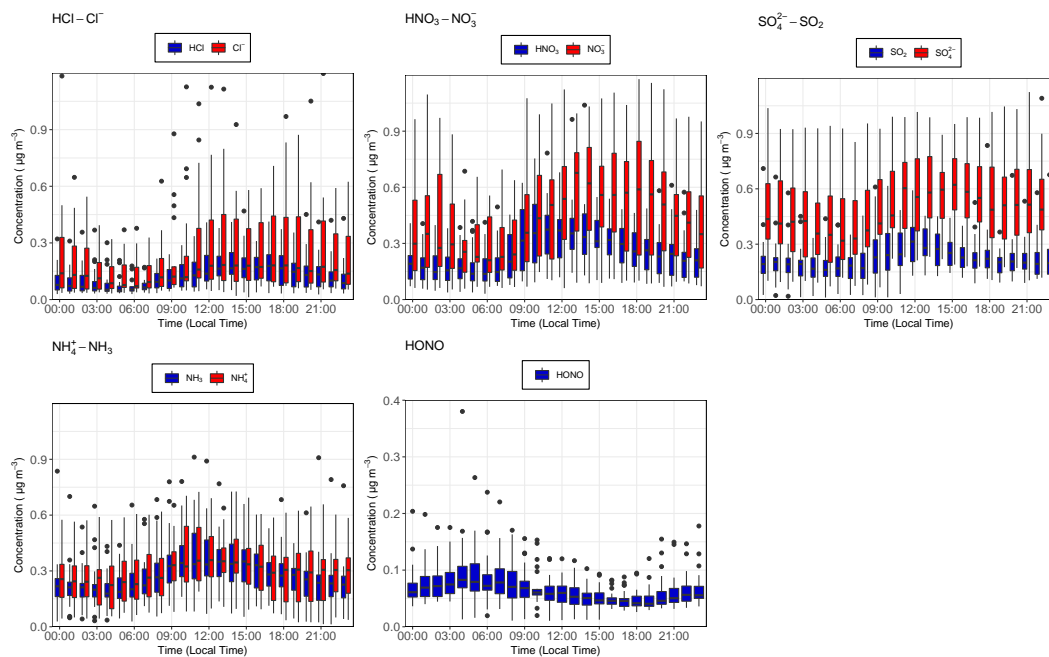 HCl – Cl⁻
HCl Cl⁻
Concentration ( µg m⁻³)
0.9
0.6
0.3
0.0
00:00 03:00 06:00 09:00 12:00 15:00 18:00 21:00
Time (Local Time)
HNO₃ – NO₃⁻
HNO₃ NO₃⁻
Concentration ( µg m⁻³)
0.9
0.6
0.3
0.0
00:00 03:00 06:00 09:00 12:00 15:00 18:00 21:00
Time (Local Time)
SO₄²⁻ – SO₂
SO₂ SO₄²⁻
Concentration ( µg m⁻³)
0.9
0.6
0.3
0.0
00:00 03:00 06:00 09:00 12:00 15:00 18:00 21:00
Time (Local Time)
NH₄⁺ – NH₃
NH₃ NH₄⁺
Concentration ( µg m⁻³)
0.9
0.6
0.3
0.0
00:00 03:00 06:00 09:00 12:00 15:00 18:00 21:00
Time (Local Time)
HONO
HONO
Concentration ( µg m⁻³)
0.4
0.3
0.2
0.1
0.0
00:00 03:00 06:00 09:00 12:00 15:00 18:00 21:00
Time (Local Time)